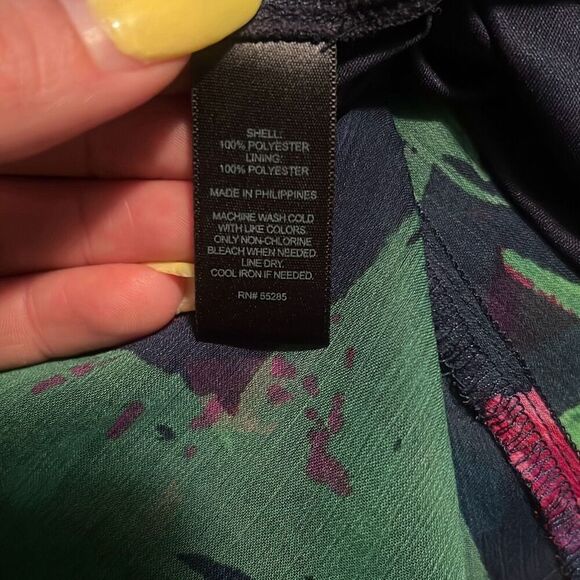 SHELL:
100% POLYESTER
LINING:
100% POLYESTER
MADE IN PHILIPPINES
MACHINE WASH COLD
WITH LIKE COLORS.
ONLY NON-CHLORINE
BLEACH WHEN NEEDED.
LINE DRY.
COOL IRON IF NEEDED.
RN# 55285